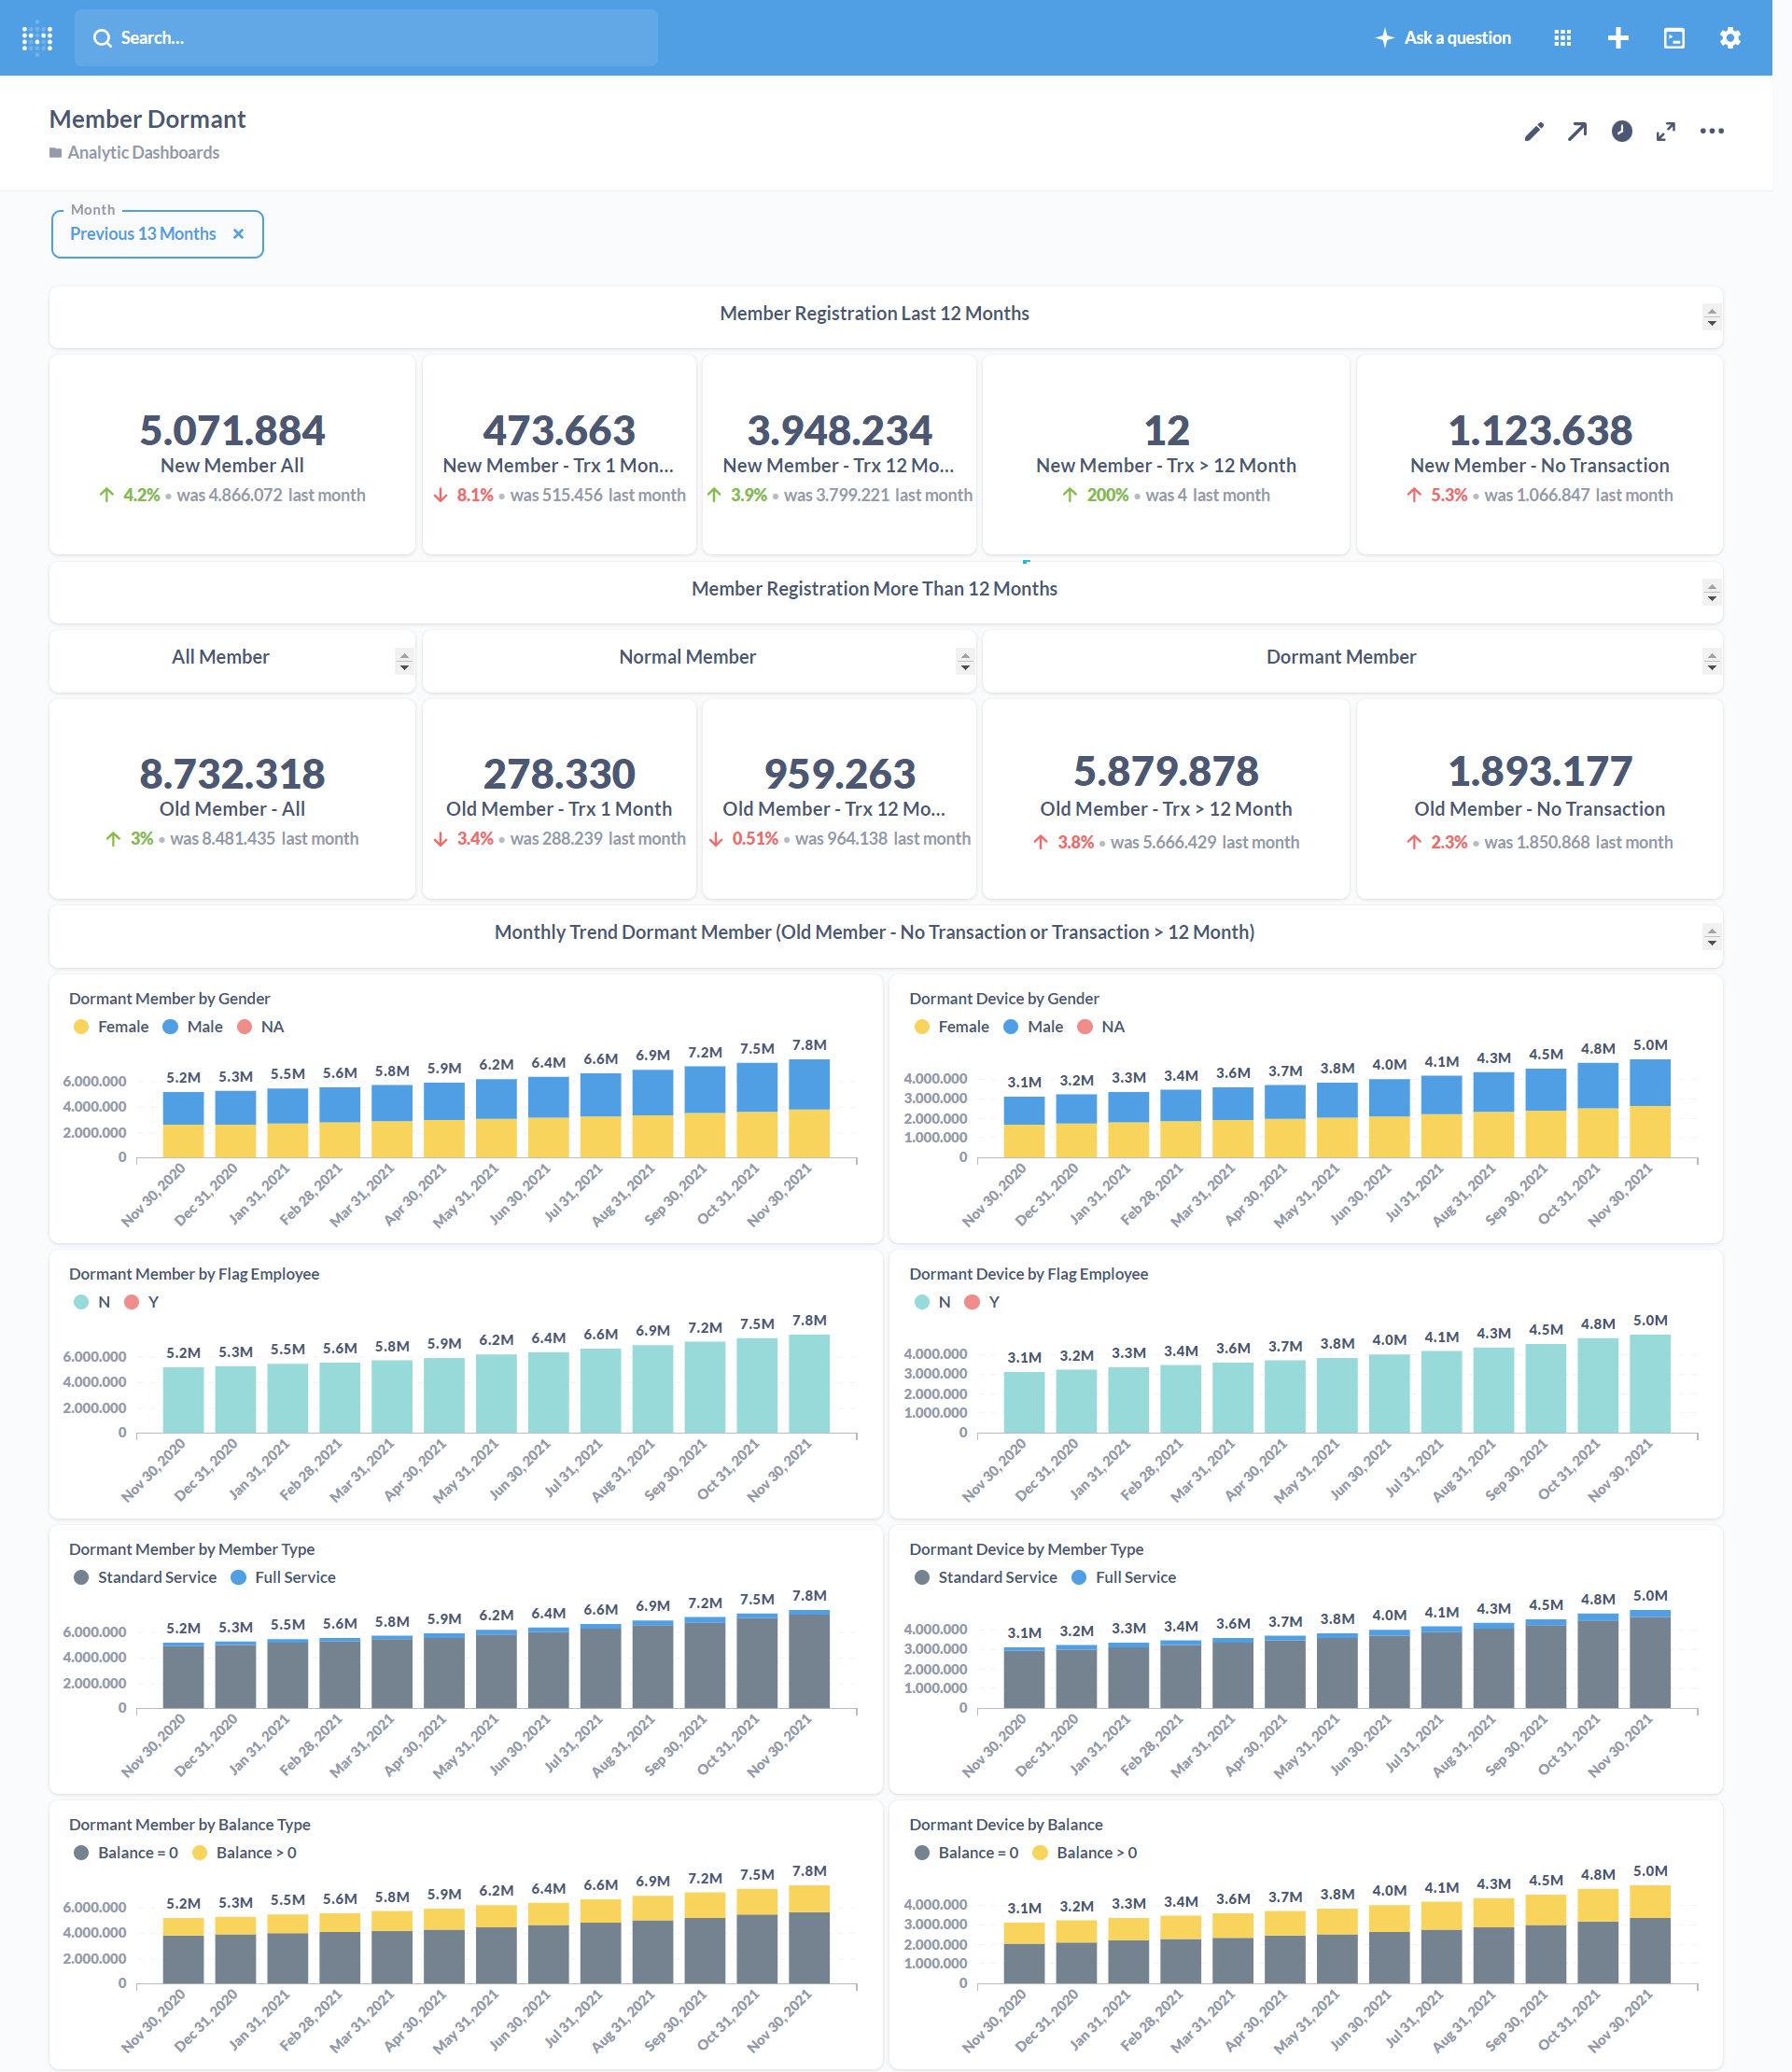 Search...
Ask a question
Member Dormant
Analytic Dashboards
Month
Previous 13 Months
Member Registration Last 12 Months
5.071.884
New Member All
4.2% • was 4.866.072 last month
473.663
New Member - Trx 1 Mon...
8.1% • was 515.456 last month
3.948.234
New Member - Trx 12 Mo...
3.9% • was 3.799.221 last month
12
New Member - Trx > 12 Month
200% • was 4 last month
1.123.638
New Member - No Transaction
5.3% • was 1.066.847 last month
Member Registration More Than 12 Months
All Member
Normal Member
Dormant Member
8.732.318
Old Member - All
3% • was 8.481.435 last month
278.330
Old Member - Trx 1 Month
3.4% • was 288.239 last month
959.263
Old Member - Trx 12 Mo...
0.51% • was 964.138 last month
5.879.878
Old Member - Trx > 12 Month
3.8% • was 5.666.429 last month
1.893.177
Old Member - No Transaction
2.3% • was 1.850.868 last month
Monthly Trend Dormant Member (Old Member - No Transaction or Transaction > 12 Month)
Dormant Member by Gender
Female Male NA
5.2M 5.3M 5.5M 5.6M 5.8M 5.9M 6.2M 6.4M 6.6M 6.9M 7.2M 7.5M 7.8M
6.000.000
4.000.000
2.000.000
0
Nov 30, 2020 Dec 31, 2020 Jan 31, 2021 Feb 28, 2021 Mar 31, 2021 Apr 30, 2021 May 31, 2021 Jun 30, 2021 Jul 31, 2021 Aug 31, 2021 Sep 30, 2021 Oct 31, 2021 Nov 30, 2021
Dormant Device by Gender
Female Male NA
3.1M 3.2M 3.3M 3.4M 3.6M 3.7M 3.8M 4.0M 4.1M 4.3M 4.5M 4.8M 5.0M
4.000.000
3.000.000
2.000.000
1.000.000
0
Nov 30, 2020 Dec 31, 2020 Jan 31, 2021 Feb 28, 2021 Mar 31, 2021 Apr 30, 2021 May 31, 2021 Jun 30, 2021 Jul 31, 2021 Aug 31, 2021 Sep 30, 2021 Oct 31, 2021 Nov 30, 2021
Dormant Member by Flag Employee
N Y
5.2M 5.3M 5.5M 5.6M 5.8M 5.9M 6.2M 6.4M 6.6M 6.9M 7.2M 7.5M 7.8M
6.000.000
4.000.000
2.000.000
0
Nov 30, 2020 Dec 31, 2020 Jan 31, 2021 Feb 28, 2021 Mar 31, 2021 Apr 30, 2021 May 31, 2021 Jun 30, 2021 Jul 31, 2021 Aug 31, 2021 Sep 30, 2021 Oct 31, 2021 Nov 30, 2021
Dormant Device by Flag Employee
N Y
3.1M 3.2M 3.3M 3.4M 3.6M 3.7M 3.8M 4.0M 4.1M 4.3M 4.5M 4.8M 5.0M
4.000.000
3.000.000
2.000.000
1.000.000
0
Nov 30, 2020 Dec 31, 2020 Jan 31, 2021 Feb 28, 2021 Mar 31, 2021 Apr 30, 2021 May 31, 2021 Jun 30, 2021 Jul 31, 2021 Aug 31, 2021 Sep 30, 2021 Oct 31, 2021 Nov 30, 2021
Dormant Member by Member Type
Standard Service Full Service
5.2M 5.3M 5.5M 5.6M 5.8M 5.9M 6.2M 6.4M 6.6M 6.9M 7.2M 7.5M 7.8M
6.000.000
4.000.000
2.000.000
0
Nov 30, 2020 Dec 31, 2020 Jan 31, 2021 Feb 28, 2021 Mar 31, 2021 Apr 30, 2021 May 31, 2021 Jun 30, 2021 Jul 31, 2021 Aug 31, 2021 Sep 30, 2021 Oct 31, 2021 Nov 30, 2021
Dormant Device by Member Type
Standard Service Full Service
3.1M 3.2M 3.3M 3.4M 3.6M 3.7M 3.8M 4.0M 4.1M 4.3M 4.5M 4.8M 5.0M
4.000.000
3.000.000
2.000.000
1.000.000
0
Nov 30, 2020 Dec 31, 2020 Jan 31, 2021 Feb 28, 2021 Mar 31, 2021 Apr 30, 2021 May 31, 2021 Jun 30, 2021 Jul 31, 2021 Aug 31, 2021 Sep 30, 2021 Oct 31, 2021 Nov 30, 2021
Dormant Member by Balance Type
Balance = 0 Balance > 0
5.2M 5.3M 5.5M 5.6M 5.8M 5.9M 6.2M 6.4M 6.6M 6.9M 7.2M 7.5M 7.8M
6.000.000
4.000.000
2.000.000
0
Nov 30, 2020 Dec 31, 2020 Jan 31, 2021 Feb 28, 2021 Mar 31, 2021 Apr 30, 2021 May 31, 2021 Jun 30, 2021 Jul 31, 2021 Aug 31, 2021 Sep 30, 2021 Oct 31, 2021 Nov 30, 2021
Dormant Device by Balance
Balance = 0 Balance > 0
3.1M 3.2M 3.3M 3.4M 3.6M 3.7M 3.8M 4.0M 4.1M 4.3M 4.5M 4.8M 5.0M
4.000.000
3.000.000
2.000.000
1.000.000
0
Nov 30, 2020 Dec 31, 2020 Jan 31, 2021 Feb 28, 2021 Mar 31, 2021 Apr 30, 2021 May 31, 2021 Jun 30, 2021 Jul 31, 2021 Aug 31, 2021 Sep 30, 2021 Oct 31, 2021 Nov 30, 2021